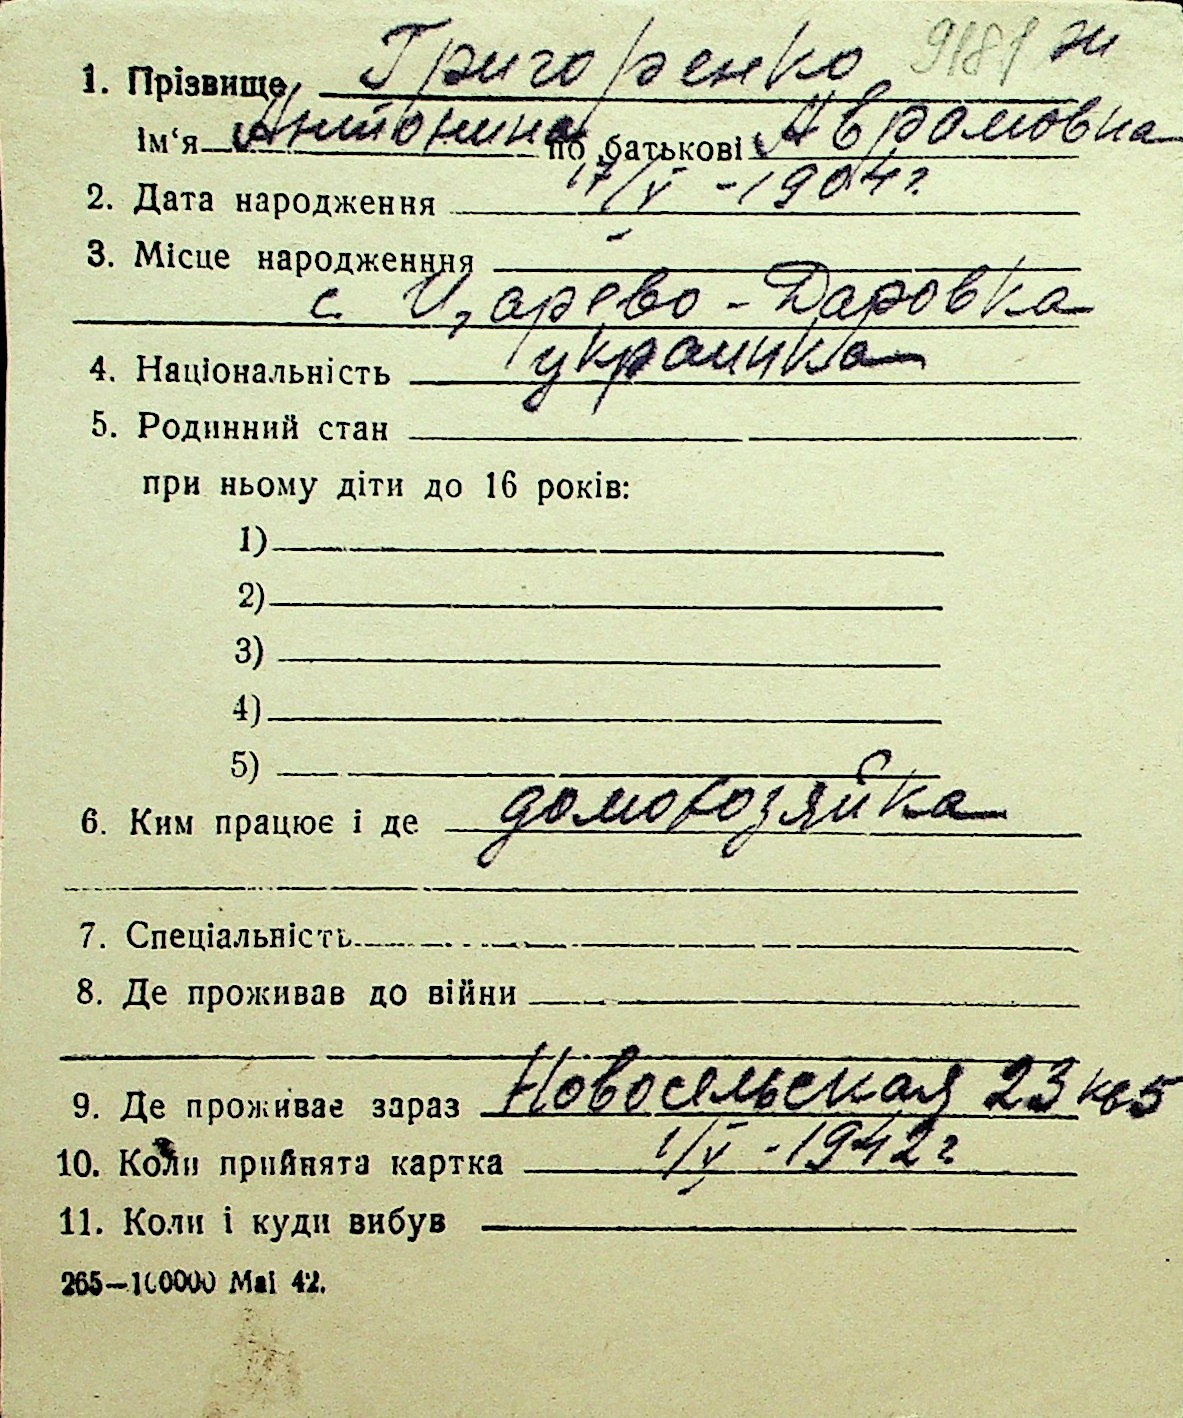 9181 ж
1. Прізвище Григоренко
Ім‘я Антонина по батькові Аврамовна
2. Дата народження 17/V - 1904 г
3. Місце народженння
с. Царево - Даровка
4. Національність украинка
5. Родинний стан
при ньому діти до 16 років:
1)
2)
3)
4)
5)
6. Ким працює і де домохозяйка
7. Спеціальність
8. Де проживав до війни
9. Де проживає зараз Новосельская 23 кв 5
10. Коли прийнята картка 1/V - 1942 г
11. Коли і куди вибув
265—100000 Маі 42.